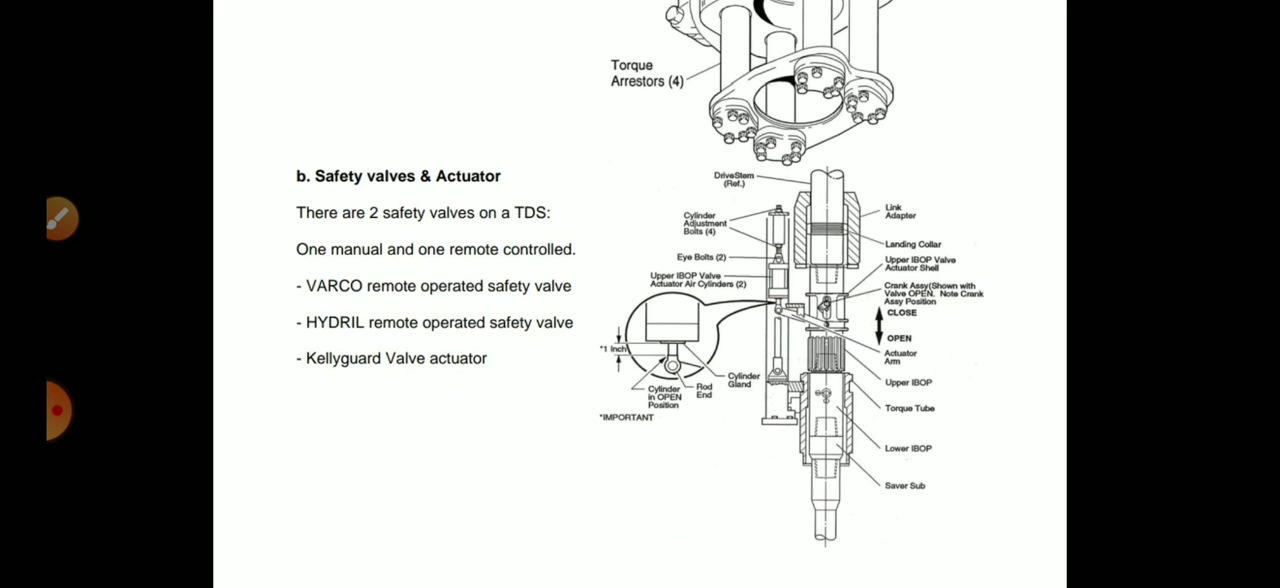 Torque
Arrestors (4)
b. Safety valves & Actuator
There are 2 safety valves on a TDS:
One manual and one remote controlled.
- VARCO remote operated safety valve
- HYDRIL remote operated safety valve
- Kellyguard Valve actuator
DriveStem
(Ref.)
Cylinder
Adjustment
Bolts (4)
Eye Bolts (2)
Upper IBOP Valve
Actuator Air Cylinders (2)
*1 Inch
Cylinder
in OPEN
Position
Rod
End
Cylinder
Gland
*IMPORTANT
Link
Adapter
Landing Collar
Upper IBOP Valve
Actuator Shell
Crank Assy(Shown with
Valve OPEN. Note Crank
Assy Position
CLOSE
OPEN
Actuator
Arm
Upper IBOP
Torque Tube
Lower IBOP
Saver Sub